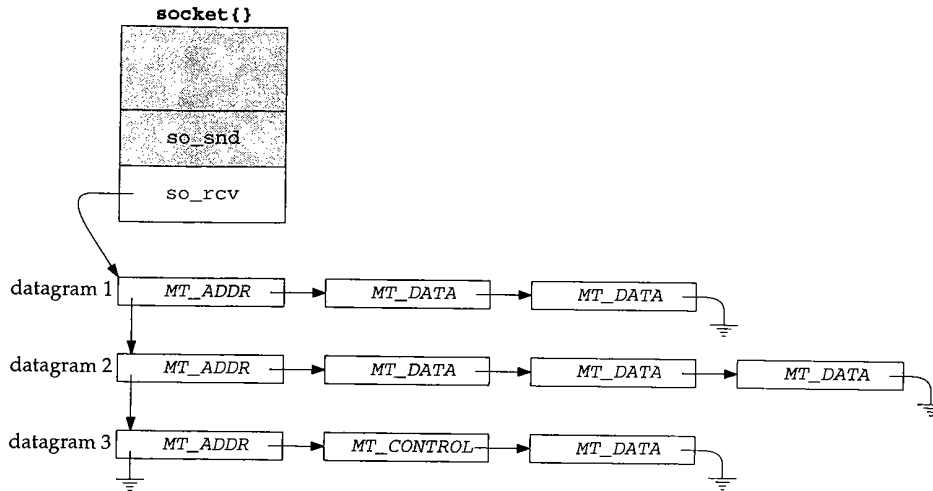 socket{}
so_snd
so_rcv
datagram 1 MT_ADDR MT_DATA MT_DATA
datagram 2 MT_ADDR MT_DATA MT_DATA MT_DATA
datagram 3 MT_ADDR MT_CONTROL MT_DATA